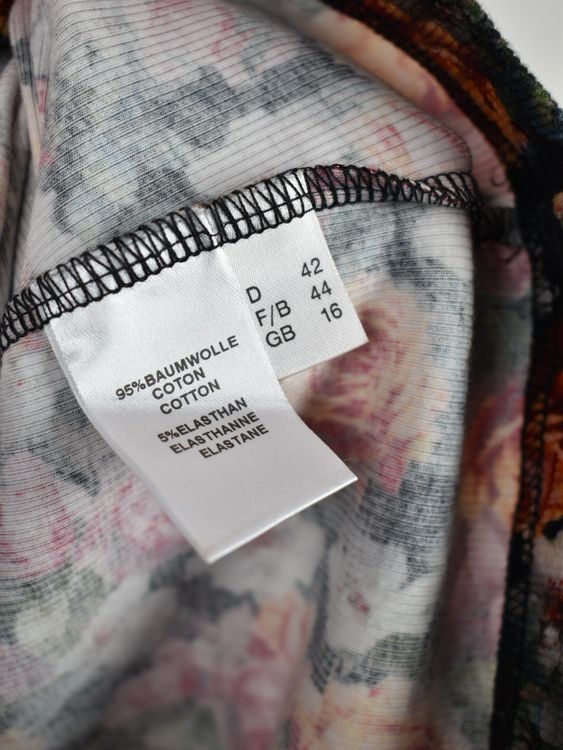 95%BAUMWOLLE
COTON
COTTON
5%ELASTHAN
ELASTHANNE
ELASTANE
D 42
F/B 44
GB 16